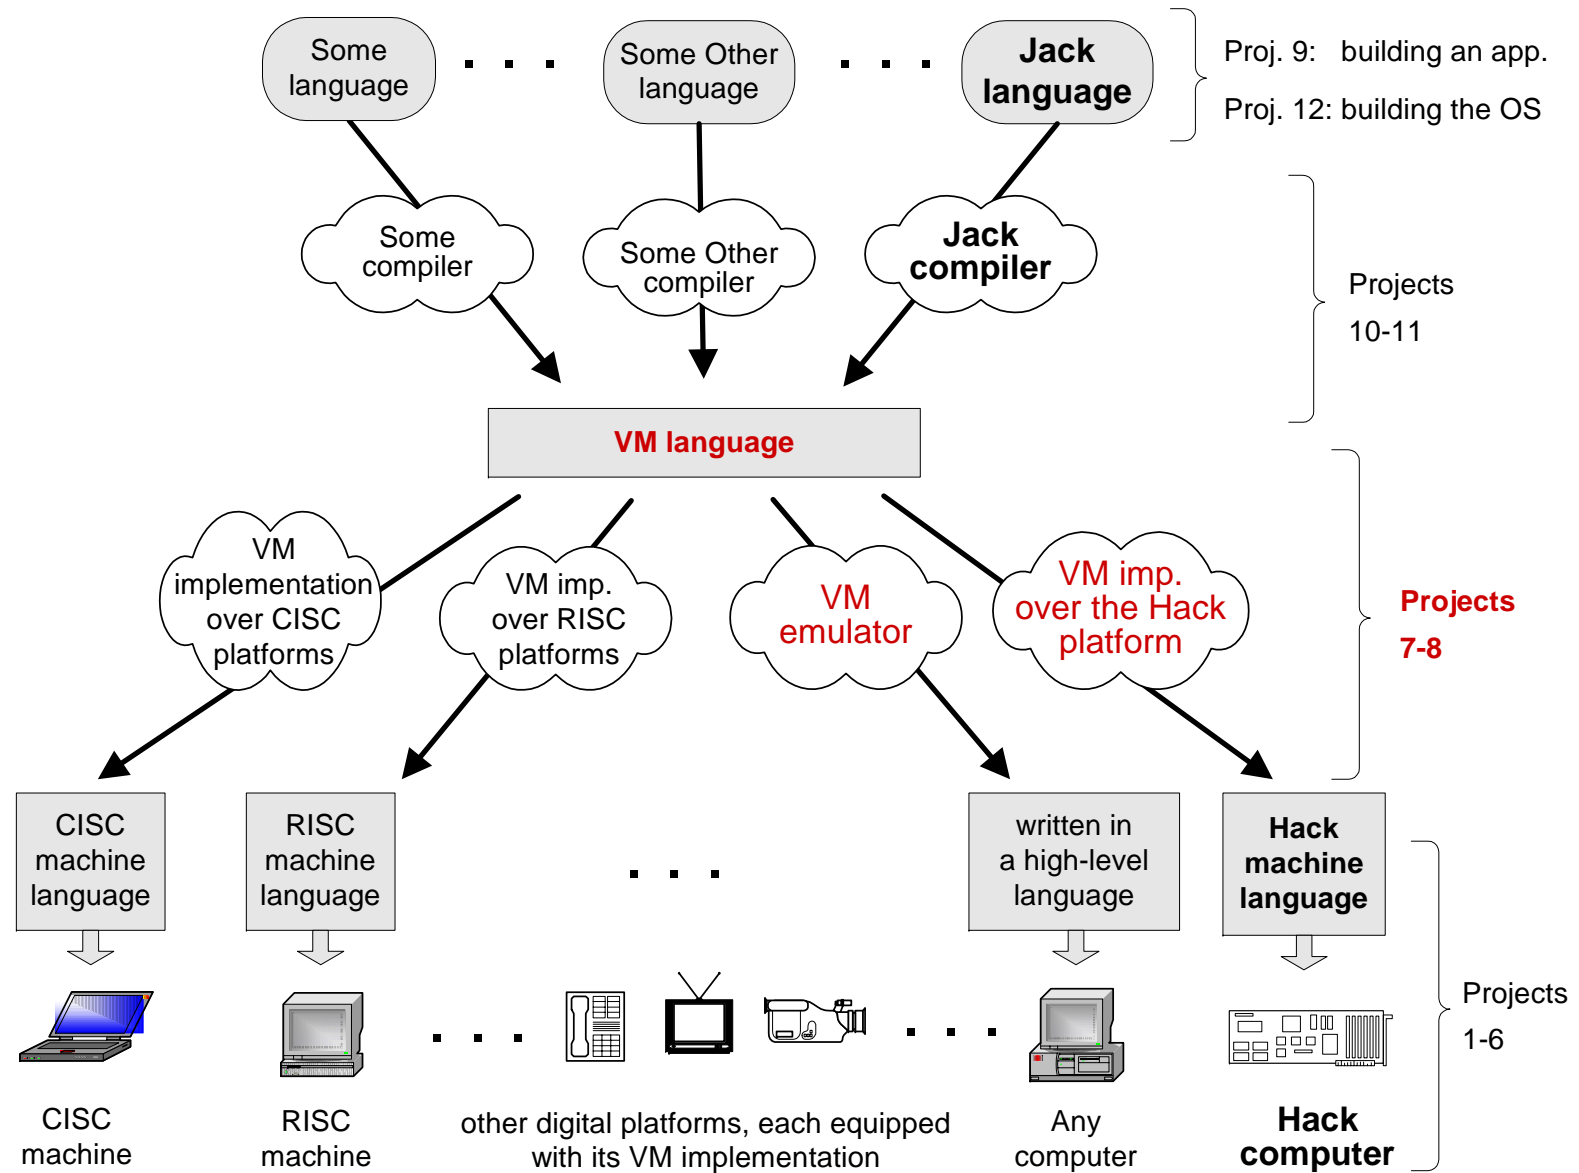 Some
language
. . .
Some Other
language
. . .
Jack
language
Proj. 9: building an app.
Proj. 12: building the OS
Some
compiler
Some Other
compiler
Jack
compiler
Projects
10-11
VM language
VM
implementation
over CISC
platforms
VM imp.
over RISC
platforms
VM
emulator
VM imp.
over the Hack
platform
Projects
7-8
CISC
machine
language
RISC
machine
language
. . .
written in
a high-level
language
Hack
machine
language
. . .
. . .
Projects
1-6
CISC
machine
RISC
machine
other digital platforms, each equipped
with its VM implementation
Any
computer
Hack
computer